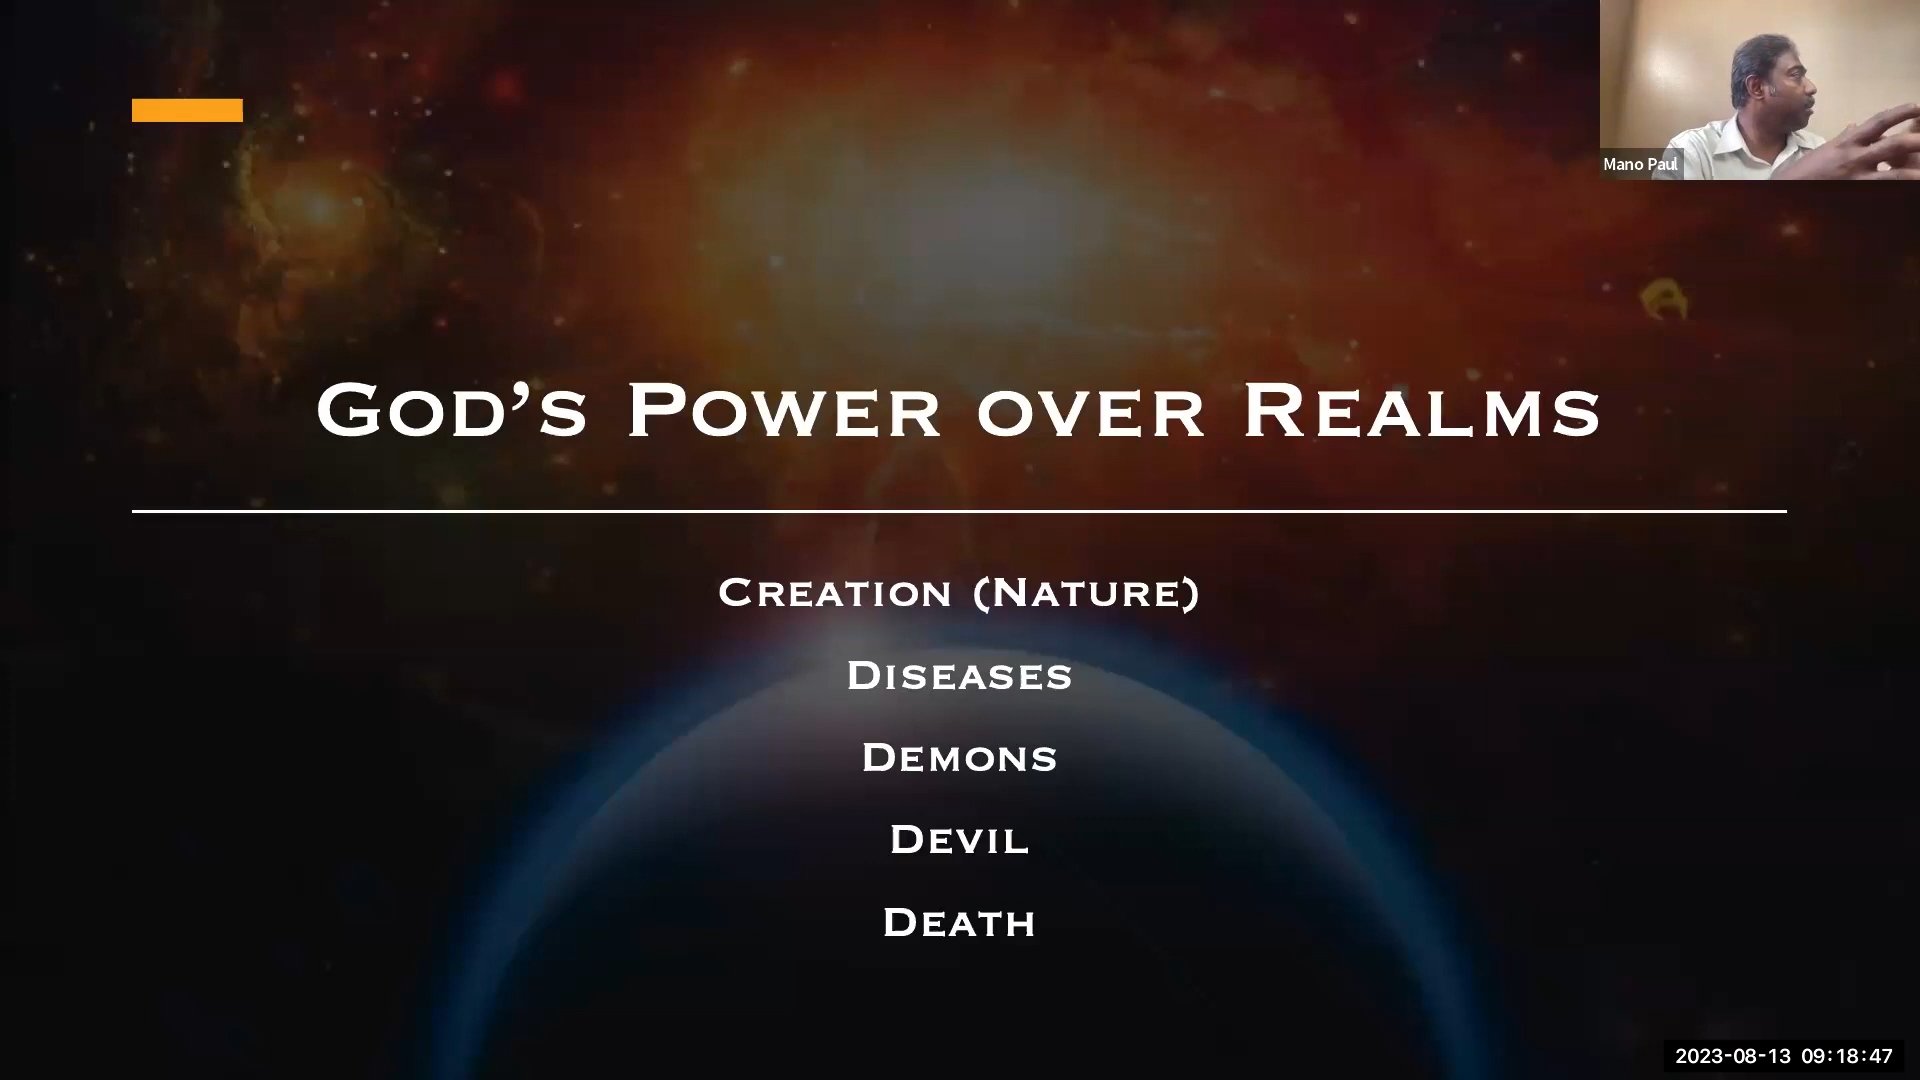 Mano Paul
God's Power over Realms
Creation (Nature)
Diseases
Demons
Devil
Death
2023-08-13 09:18:47